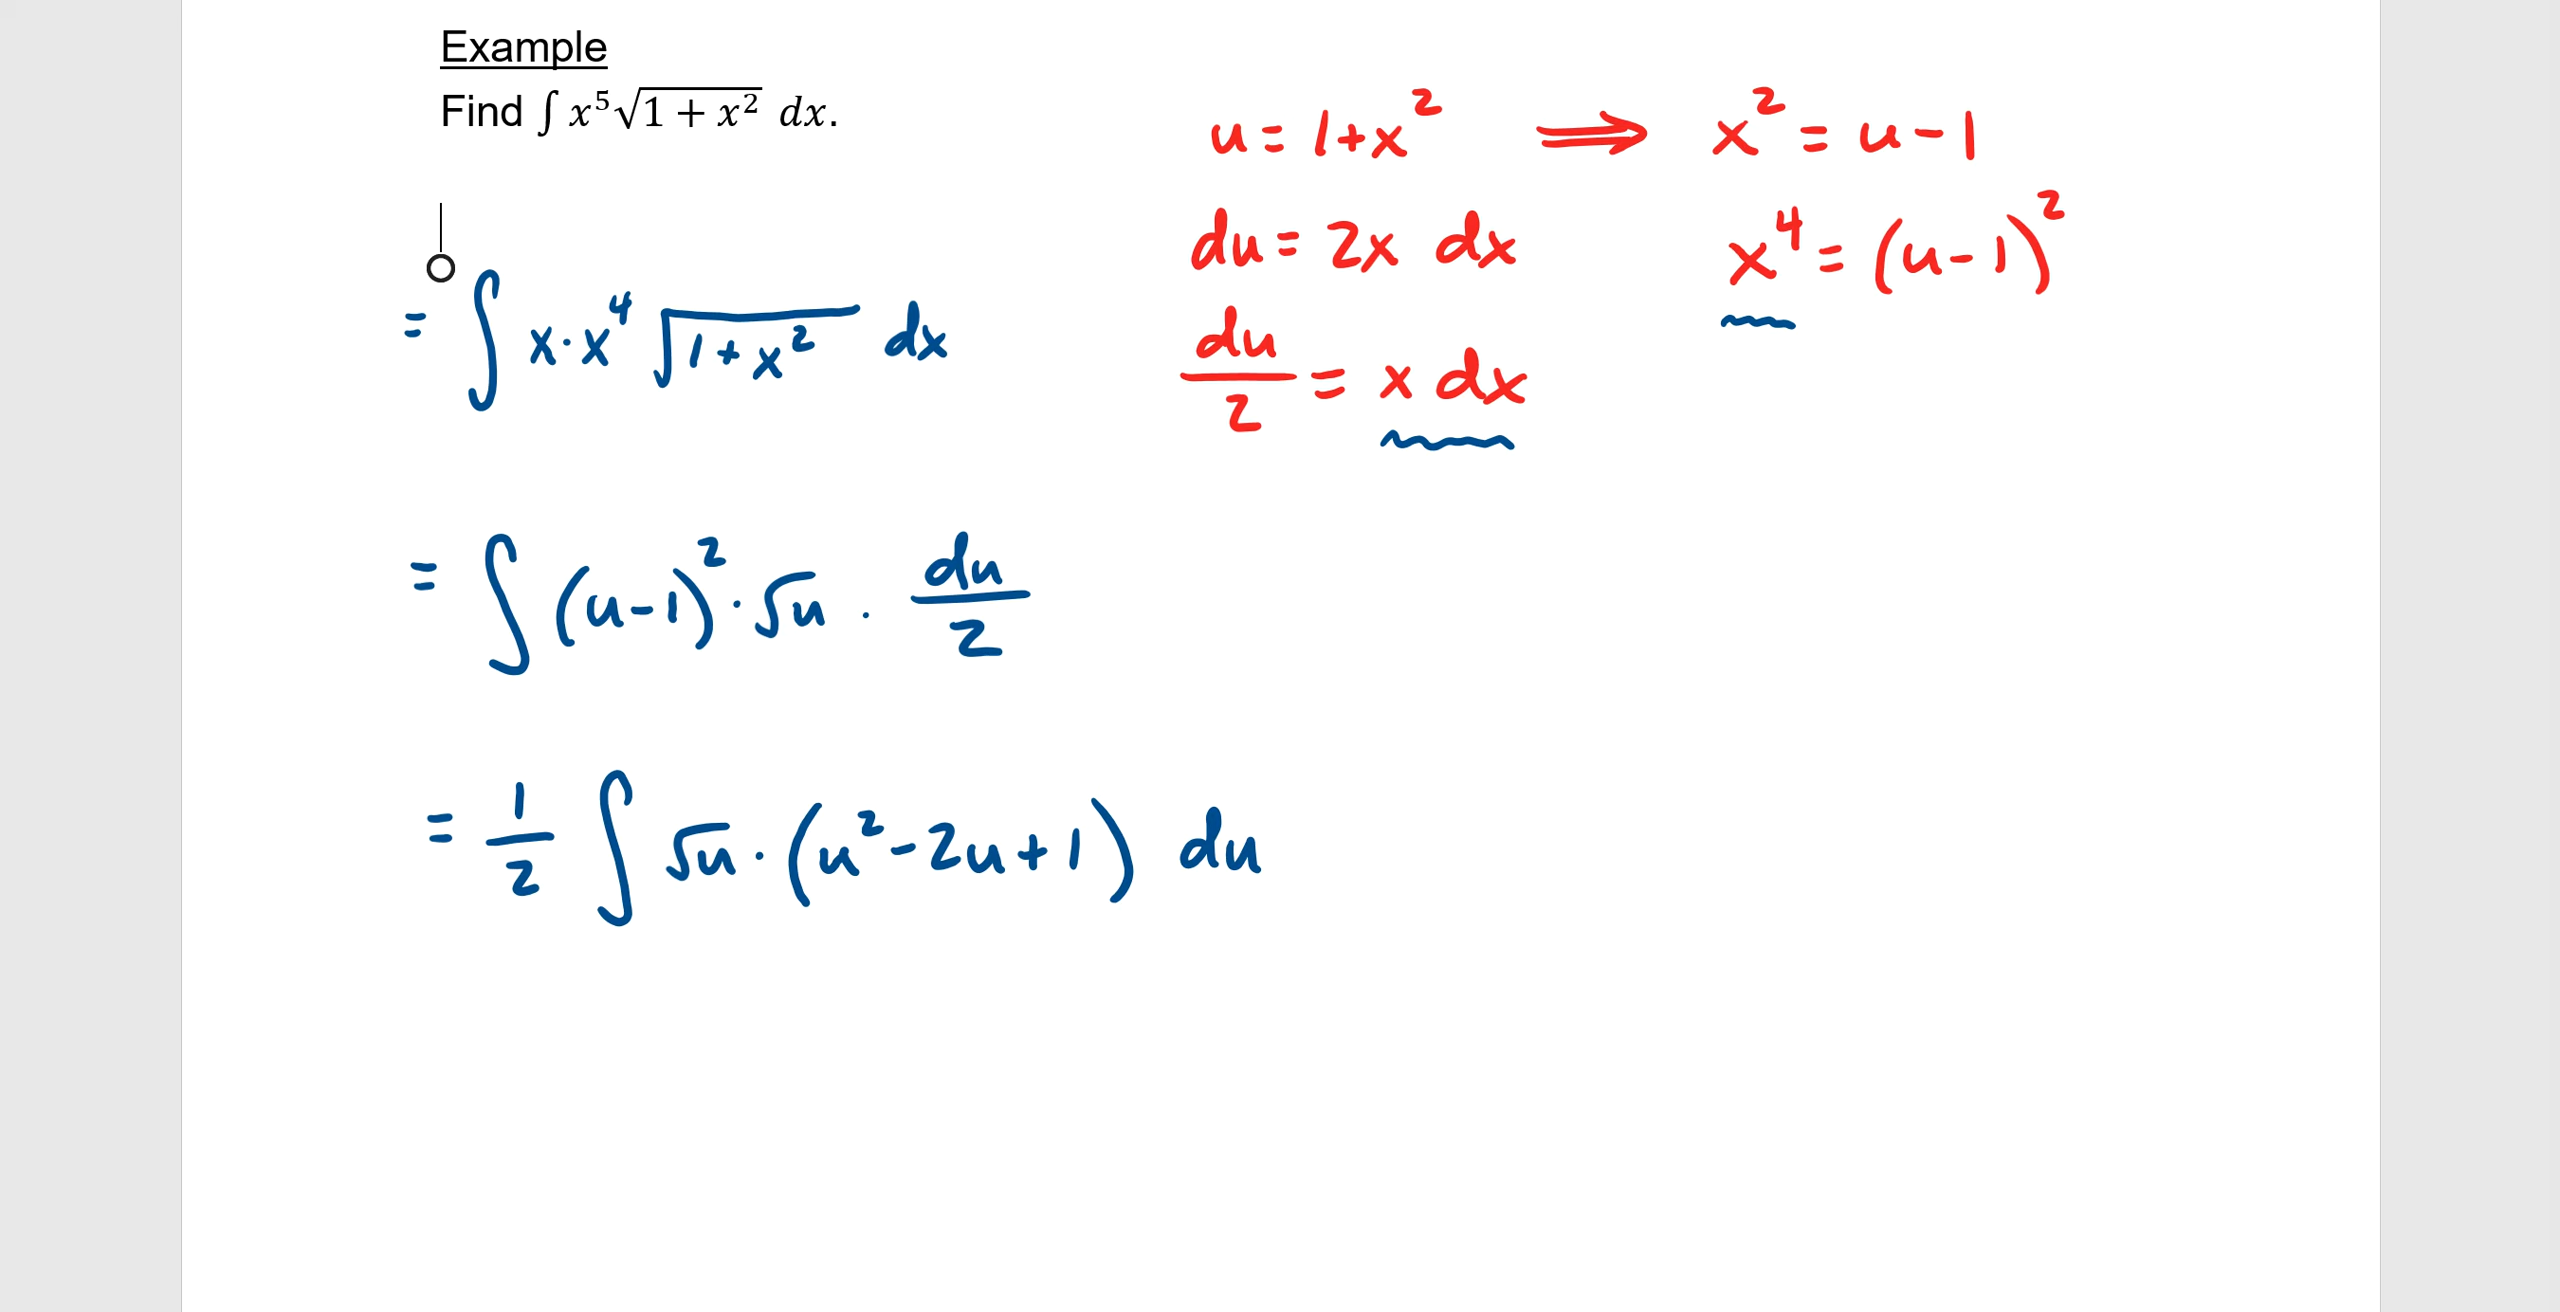 Example
Find ∫ x⁵√(1 + x²) dx.
u = 1+x² ⟹ x² = u-1
du = 2x dx
x⁴ = (u-1)²
du/2 = x dx
= ∫ x·x⁴ √(1+x²) dx
= ∫ (u-1)²·√u · du/2
= 1/2 ∫ √u·(u²-2u+1) du